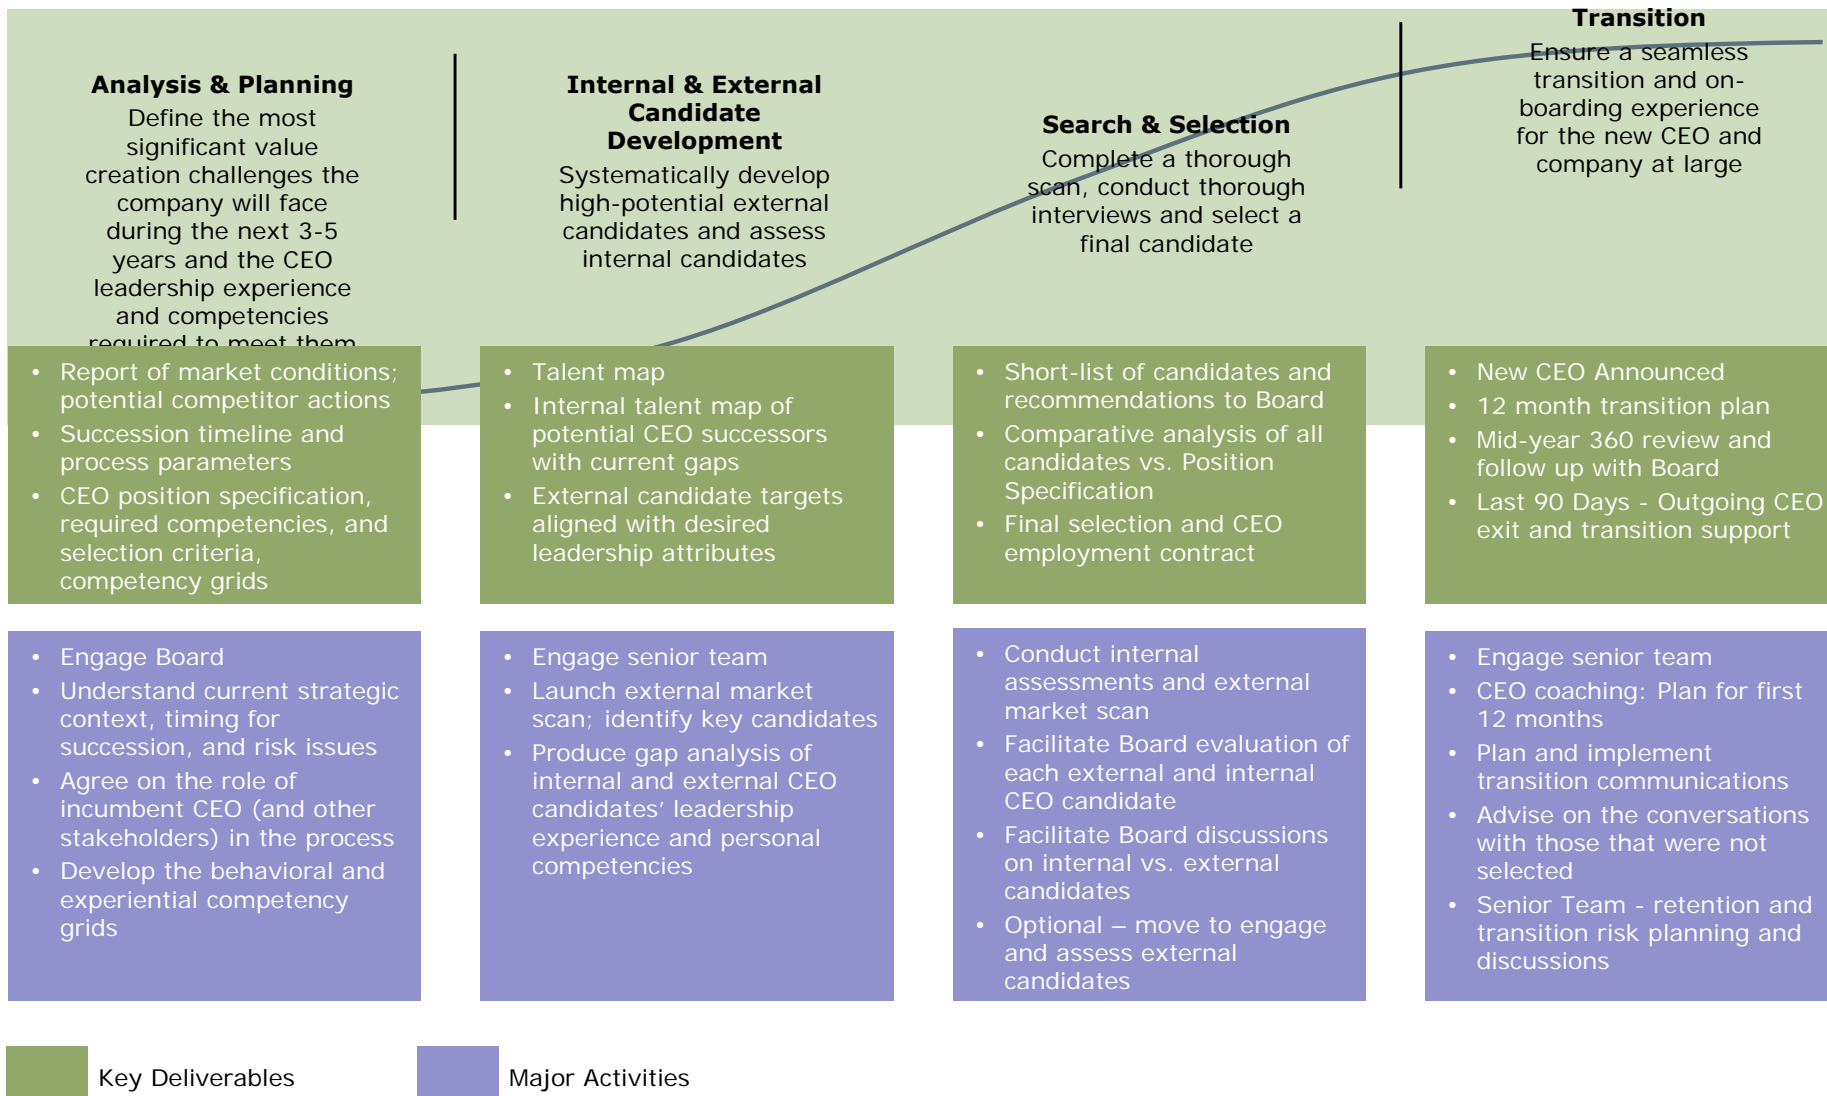 Analysis & Planning
Define the most
significant value
creation challenges the
company will face
during the next 3-5
years and the CEO
leadership experience
and competencies
required to meet them
Internal & External
Candidate
Development
Systematically develop
high-potential external
candidates and assess
internal candidates
Search & Selection
Complete a thorough
scan, conduct thorough
interviews and select a
final candidate
Transition
Ensure a seamless
transition and on-
boarding experience
for the new CEO and
company at large
• Report of market conditions;
potential competitor actions
• Succession timeline and
process parameters
• CEO position specification,
required competencies, and
selection criteria,
competency grids
• Talent map
• Internal talent map of
potential CEO successors
with current gaps
• External candidate targets
aligned with desired
leadership attributes
• Short-list of candidates and
recommendations to Board
• Comparative analysis of all
candidates vs. Position
Specification
• Final selection and CEO
employment contract
• New CEO Announced
• 12 month transition plan
• Mid-year 360 review and
follow up with Board
• Last 90 Days - Outgoing CEO
exit and transition support
• Engage Board
• Understand current strategic
context, timing for
succession, and risk issues
• Agree on the role of
incumbent CEO (and other
stakeholders) in the process
• Develop the behavioral and
experiential competency
grids
• Engage senior team
• Launch external market
scan; identify key candidates
• Produce gap analysis of
internal and external CEO
candidates’ leadership
experience and personal
competencies
• Conduct internal
assessments and external
market scan
• Facilitate Board evaluation of
each external and internal
CEO candidate
• Facilitate Board discussions
on internal vs. external
candidates
• Optional – move to engage
and assess external
candidates
• Engage senior team
• CEO coaching: Plan for first
12 months
• Plan and implement
transition communications
• Advise on the conversations
with those that were not
selected
• Senior Team - retention and
transition risk planning and
discussions
Key Deliverables
Major Activities